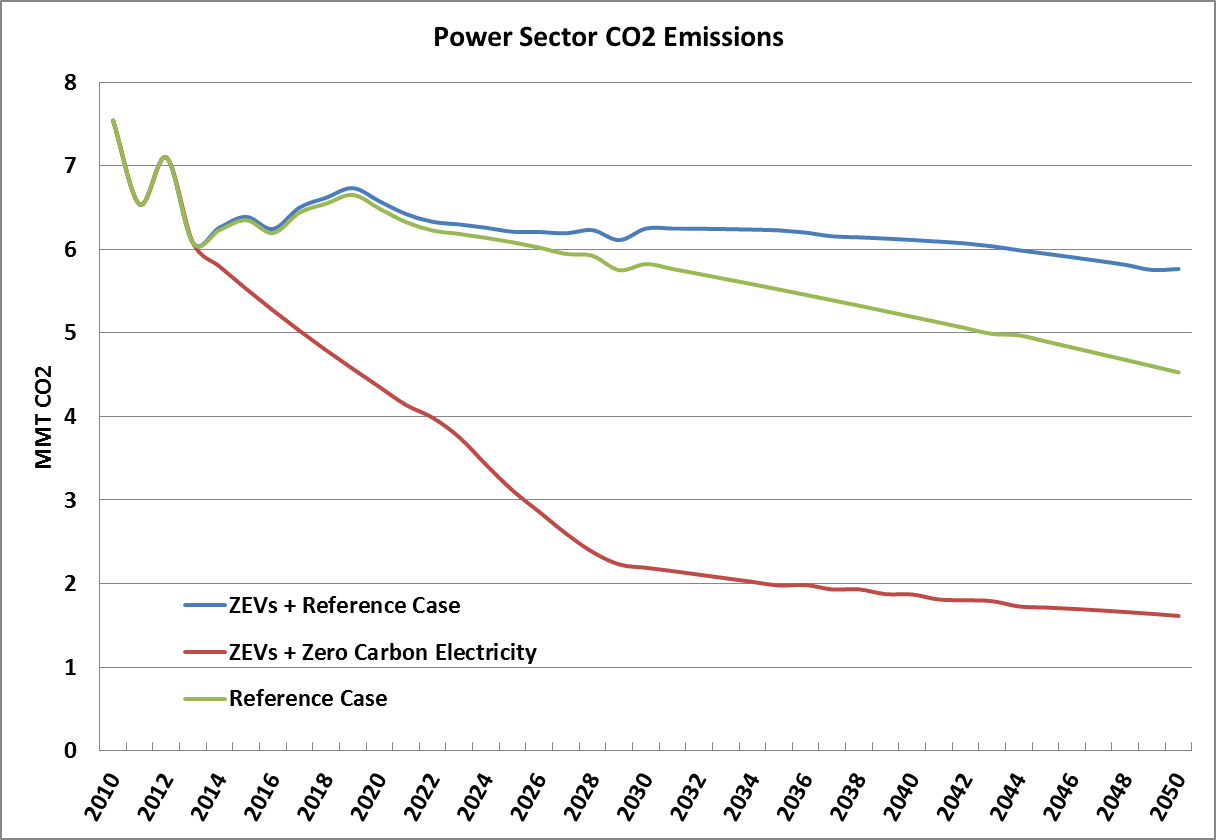 Power Sector CO2 Emissions
8
7
6
5
4
3
2
1
0
MMT CO2
ZEVs + Reference Case
ZEVs + Zero Carbon Electricity
Reference Case
2010 2012 2014 2016 2018 2020 2022 2024 2026 2028 2030 2032 2034 2036 2038 2040 2042 2044 2046 2048 2050